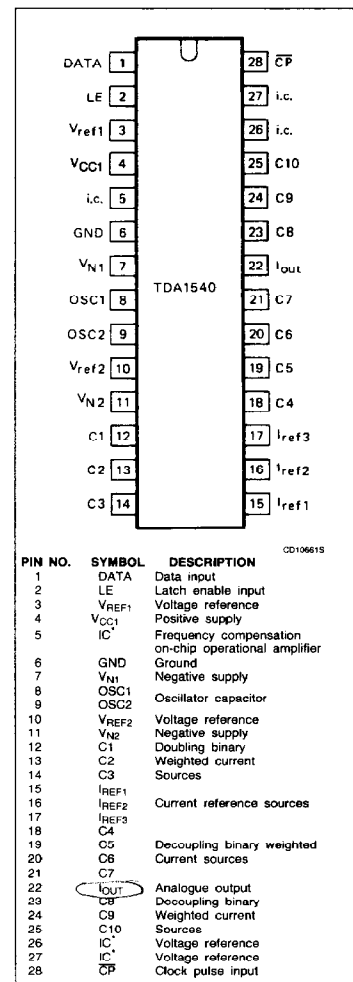 DATA 1 28 C̅P̅
LE 2 27 i.c.
Vref1 3 26 i.c.
VCC1 4 25 C10
i.c. 5 24 C9
GND 6 23 C8
VN1 7 22 Iout
OSC1 8 21 C7
OSC2 9 20 C6
Vref2 10 19 C5
VN2 11 18 C4
C1 12 17 Iref3
C2 13 16 Iref2
C3 14 15 Iref1
TDA1540
CD10661S
PIN NO. SYMBOL DESCRIPTION
1 DATA Data input
2 LE Latch enable input
3 VREF1 Voltage reference
4 VCC1 Positive supply
5 IC* Frequency compensation
on-chip operational amplifier
6 GND Ground
7 VN1 Negative supply
8 OSC1 Oscillator capacitor
9 OSC2
10 VREF2 Voltage reference
11 VN2 Negative supply
12 C1 Doubling binary
13 C2 Weighted current
14 C3 Sources
15 IREF1
16 IREF2 Current reference sources
17 IREF3
18 C4
19 C5 Decoupling binary weighted
20 C6 Current sources
21 C7
22 IOUT Analogue output
23 C8 Decoupling binary
24 C9 Weighted current
25 C10 Sources
26 IC* Voltage reference
27 IC* Voltage reference
28 C̅P̅ Clock pulse input